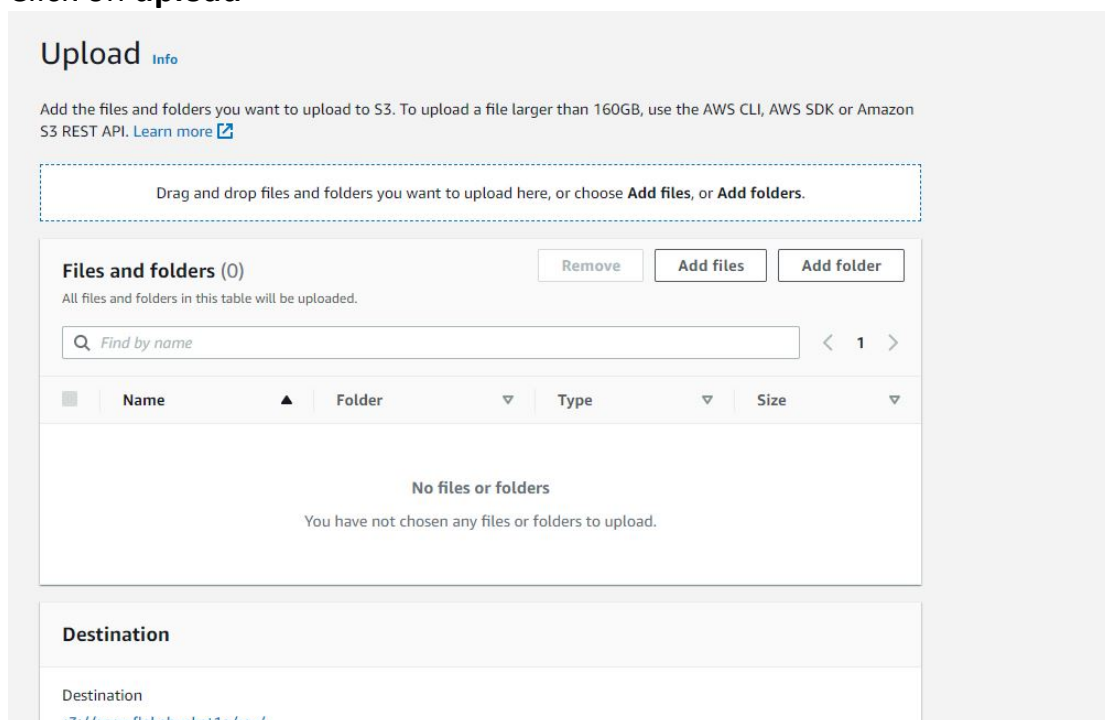 upload
Upload Info
Add the files and folders you want to upload to S3. To upload a file larger than 160GB, use the AWS CLI, AWS SDK or Amazon
S3 REST API. Learn more
Drag and drop files and folders you want to upload here, or choose Add files, or Add folders.
Files and folders (0)
Remove
Add files
Add folder
All files and folders in this table will be uploaded.
Find by name
1
Name
Folder
Type
Size
No files or folders
You have not chosen any files or folders to upload.
Destination
Destination